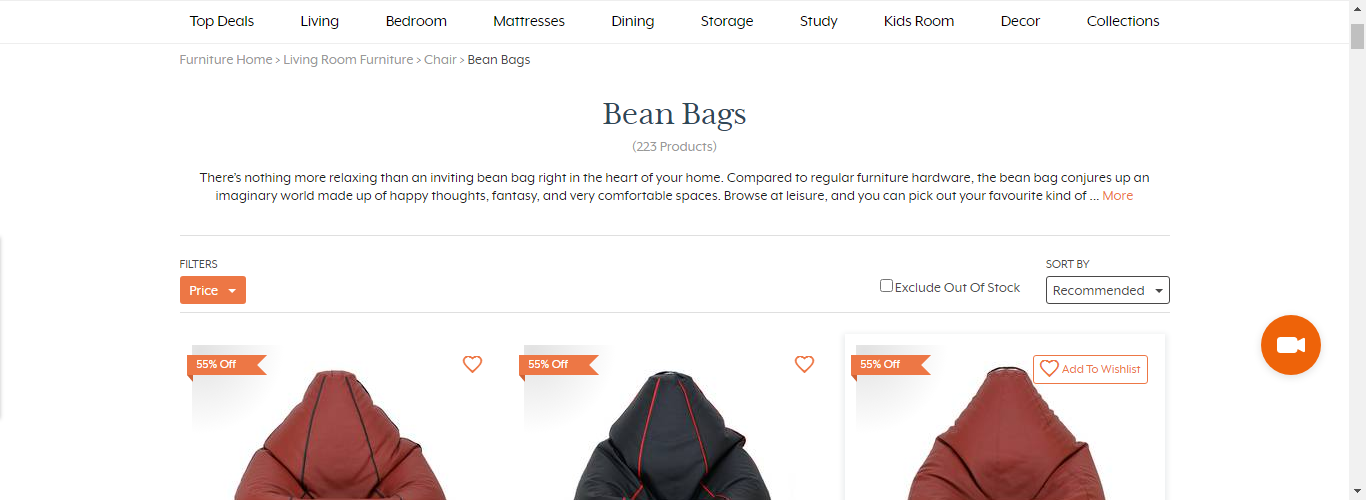 Top Deals Living Bedroom Mattresses Dining Storage Study Kids Room Decor Collections
Furniture Home > Living Room Furniture > Chair > Bean Bags
Bean Bags
(223 Products)
There's nothing more relaxing than an inviting bean bag right in the heart of your home. Compared to regular furniture hardware, the bean bag conjures up an
imaginary world made up of happy thoughts, fantasy, and very comfortable spaces. Browse at leisure, and you can pick out your favourite kind of ... More
FILTERS
Price
Exclude Out Of Stock
SORT BY
Recommended
55% Off
55% Off
55% Off
Add To Wishlist